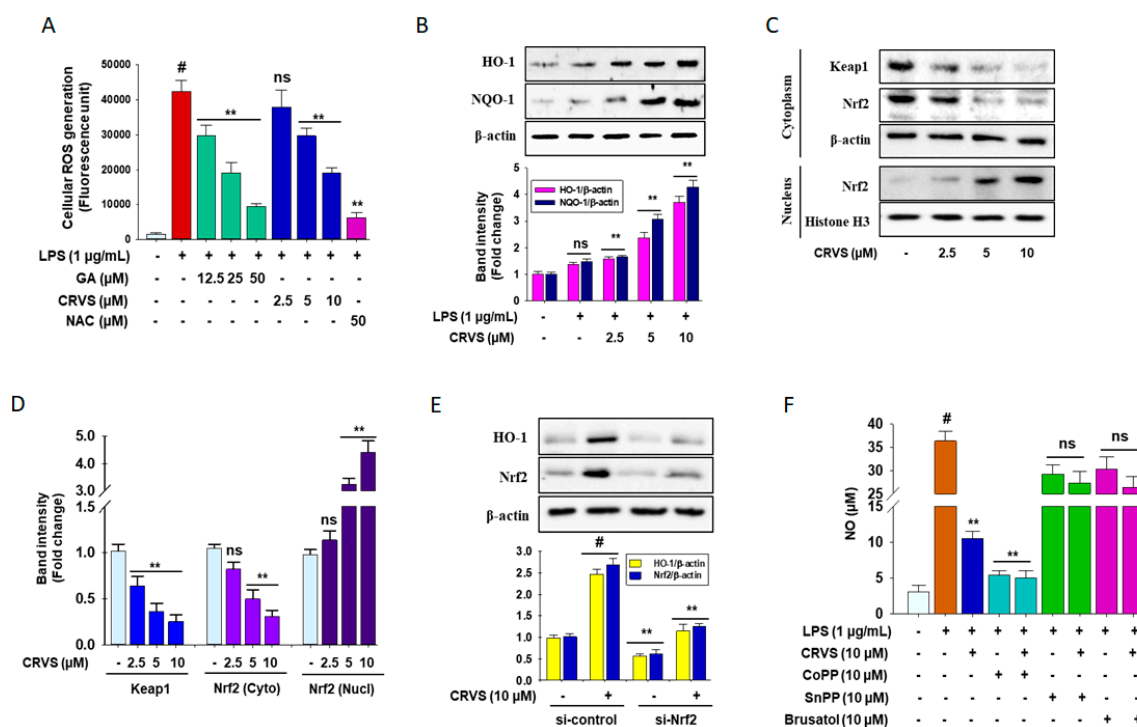 A
Cellular ROS generation
(Fluorescence unit)
50000
40000
30000
20000
10000
0
# ** ns ** **
LPS (1 µg/mL) - + + + + + + + +
GA (µM) - - 12.5 25 50 - - - -
CRVS (µM) - - - - - 2.5 5 10 -
NAC (µM) - - - - - - - - 50
B
HO-1
NQO-1
β-actin
Band intensity
(Fold change)
5
4
3
2
1
0
HO-1/β-actin
NQO-1/β-actin
ns ** ** **
LPS (1 µg/mL) - + + + +
CRVS (µM) - - 2.5 5 10
C
Cytoplasm
Keap1
Nrf2
β-actin
Nucleus
Nrf2
Histone H3
CRVS (µM) - 2.5 5 10
D
Band intensity
(Fold change)
5.0
4.0
3.0
1.5
1.0
0.5
0.0
** ns ** ns **
CRVS (µM) - 2.5 5 10 - 2.5 5 10 - 2.5 5 10
Keap1 Nrf2 (Cyto) Nrf2 (Nucl)
E
HO-1
Nrf2
β-actin
3.0
2.5
2.0
1.5
1.0
0.5
0.0
HO-1/β-actin
Nrf2/β-actin
# ** **
CRVS (10 µM) - + - +
si-control si-Nrf2
F
NO (µM)
40
35
30
25
15
10
5
0
# ** ** ns ns
LPS (1 µg/mL) - + + + + + + + +
CRVS (10 µM) - - + - + - + - +
CoPP (10 µM) - - - + + - - - -
SnPP (10 µM) - - - - - + + - -
Brusatol (10 µM) - - - - - - - + +